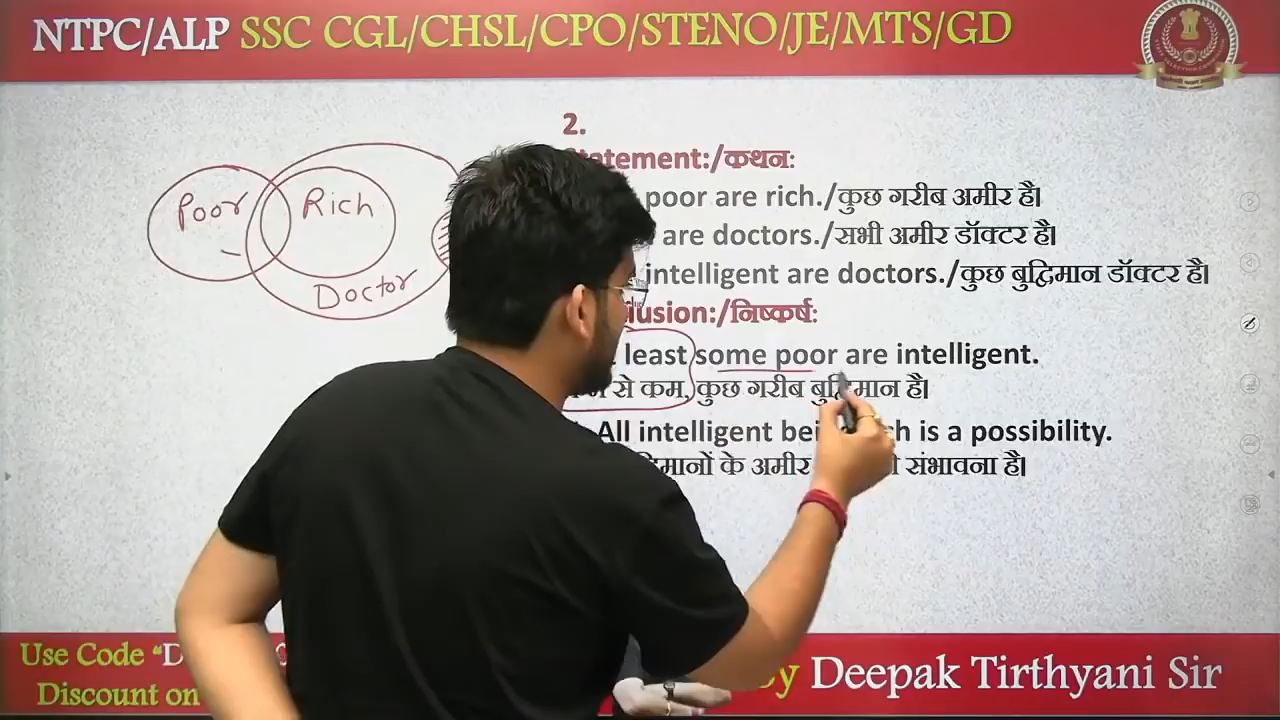 NTPC/ALP SSC CGL/CHSL/CPO/STENO/JE/MTS/GD
2.
tatement:/कथन:
poor are rich./कुछ गरीब अमीर है।
are doctors./सभी अमीर डॉक्टर है।
intelligent are doctors./कुछ बुद्धिमान डॉक्टर है।
lusion:/निष्कर्ष:
least some poor are intelligent.
से कम, कुछ गरीब बुद्धिमान है।
All intelligent bei h is a possibility.
के अमीर संभावना है।
Poor Rich
Doctor
Use Code "D
Discount on
By Deepak Tirthyani Sir